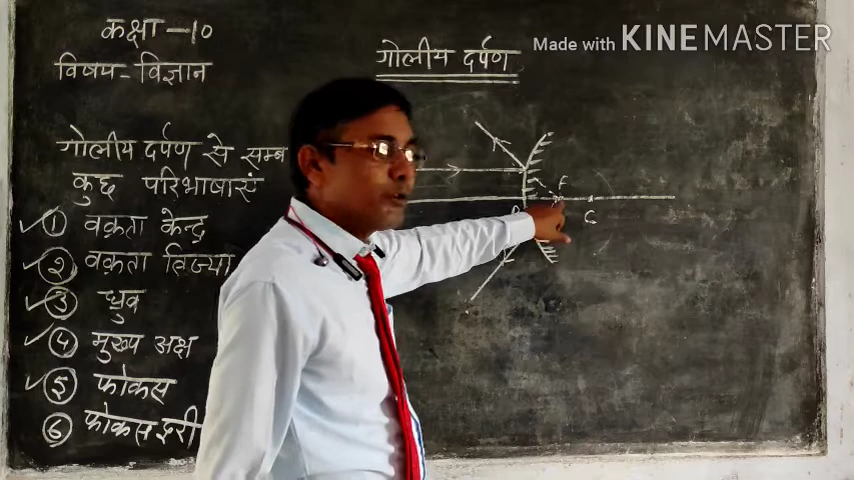 कक्षा - 10
विषय - विज्ञान
गोलीय दर्पण
Made with KINEMASTER
गोलीय दर्पण से सम्ब
कुछ परिभाषाएं
① वक्रता केन्द्र
② वक्रता त्रिज्या
③ ध्रुव
④ मुख्य अक्ष
⑤ फोकस
⑥ फोकस दूरी
F
C